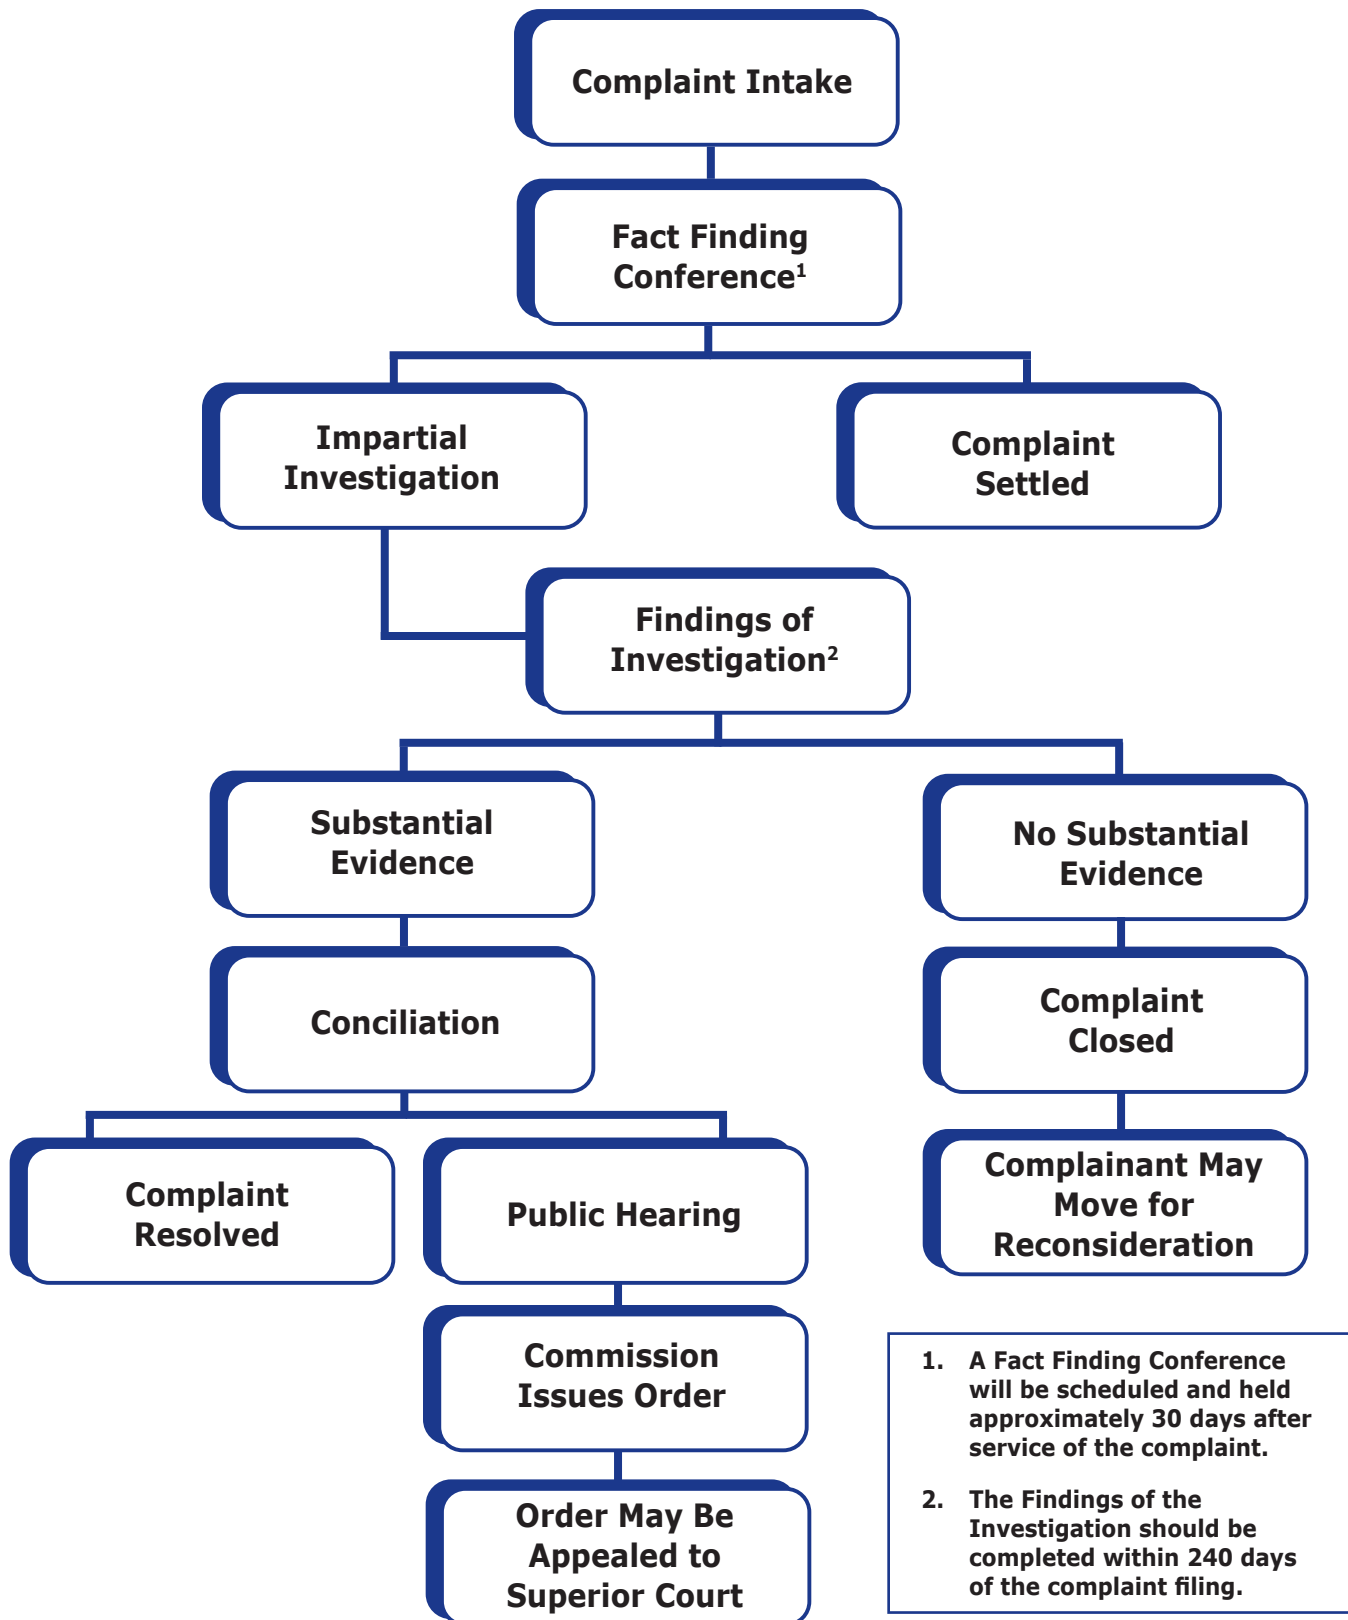 Complaint Intake
Fact Finding
Conference¹
Impartial
Investigation
Complaint
Settled
Findings of
Investigation²
Substantial
Evidence
No Substantial
Evidence
Conciliation
Complaint
Closed
Complaint
Resolved
Public Hearing
Complainant May
Move for
Reconsideration
Commission
Issues Order
Order May Be
Appealed to
Superior Court
1. A Fact Finding Conference
will be scheduled and held
approximately 30 days after
service of the complaint.
2. The Findings of the
Investigation should be
completed within 240 days
of the complaint filing.